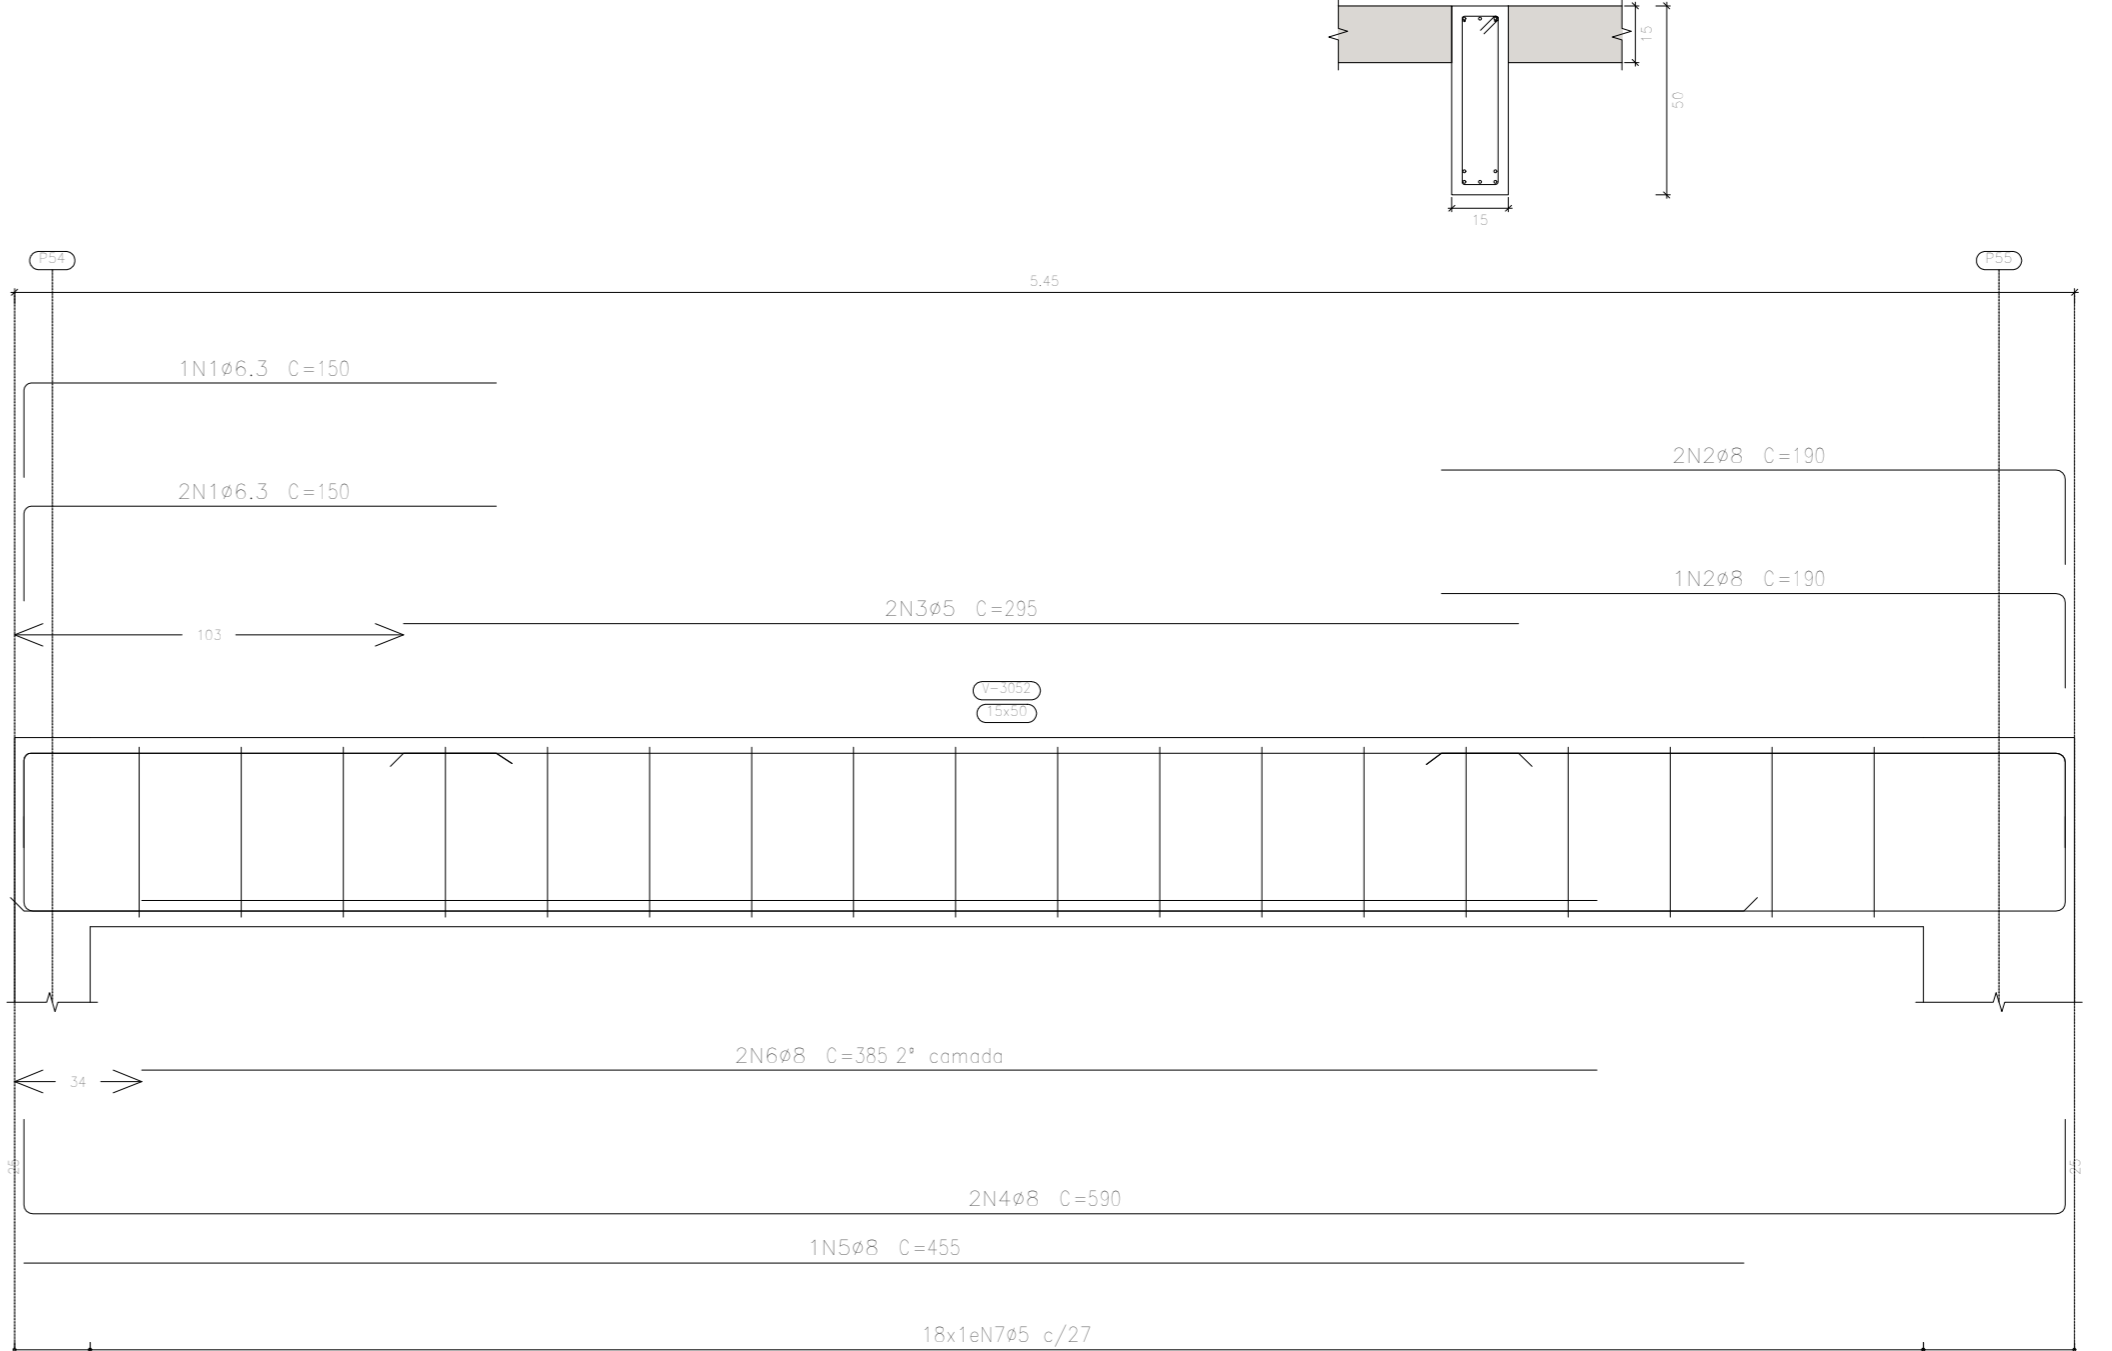 15
50
15
P54
P55
5.45
1N1ø6.3 C=150
2N2ø8 C=190
2N1ø6.3 C=150
1N2ø8 C=190
2N3ø5 C=295
103
V-3052
15x50
2N6ø8 C=385 2ª camada
34
25
25
2N4ø8 C=590
1N5ø8 C=455
18x1eN7ø5 c/27